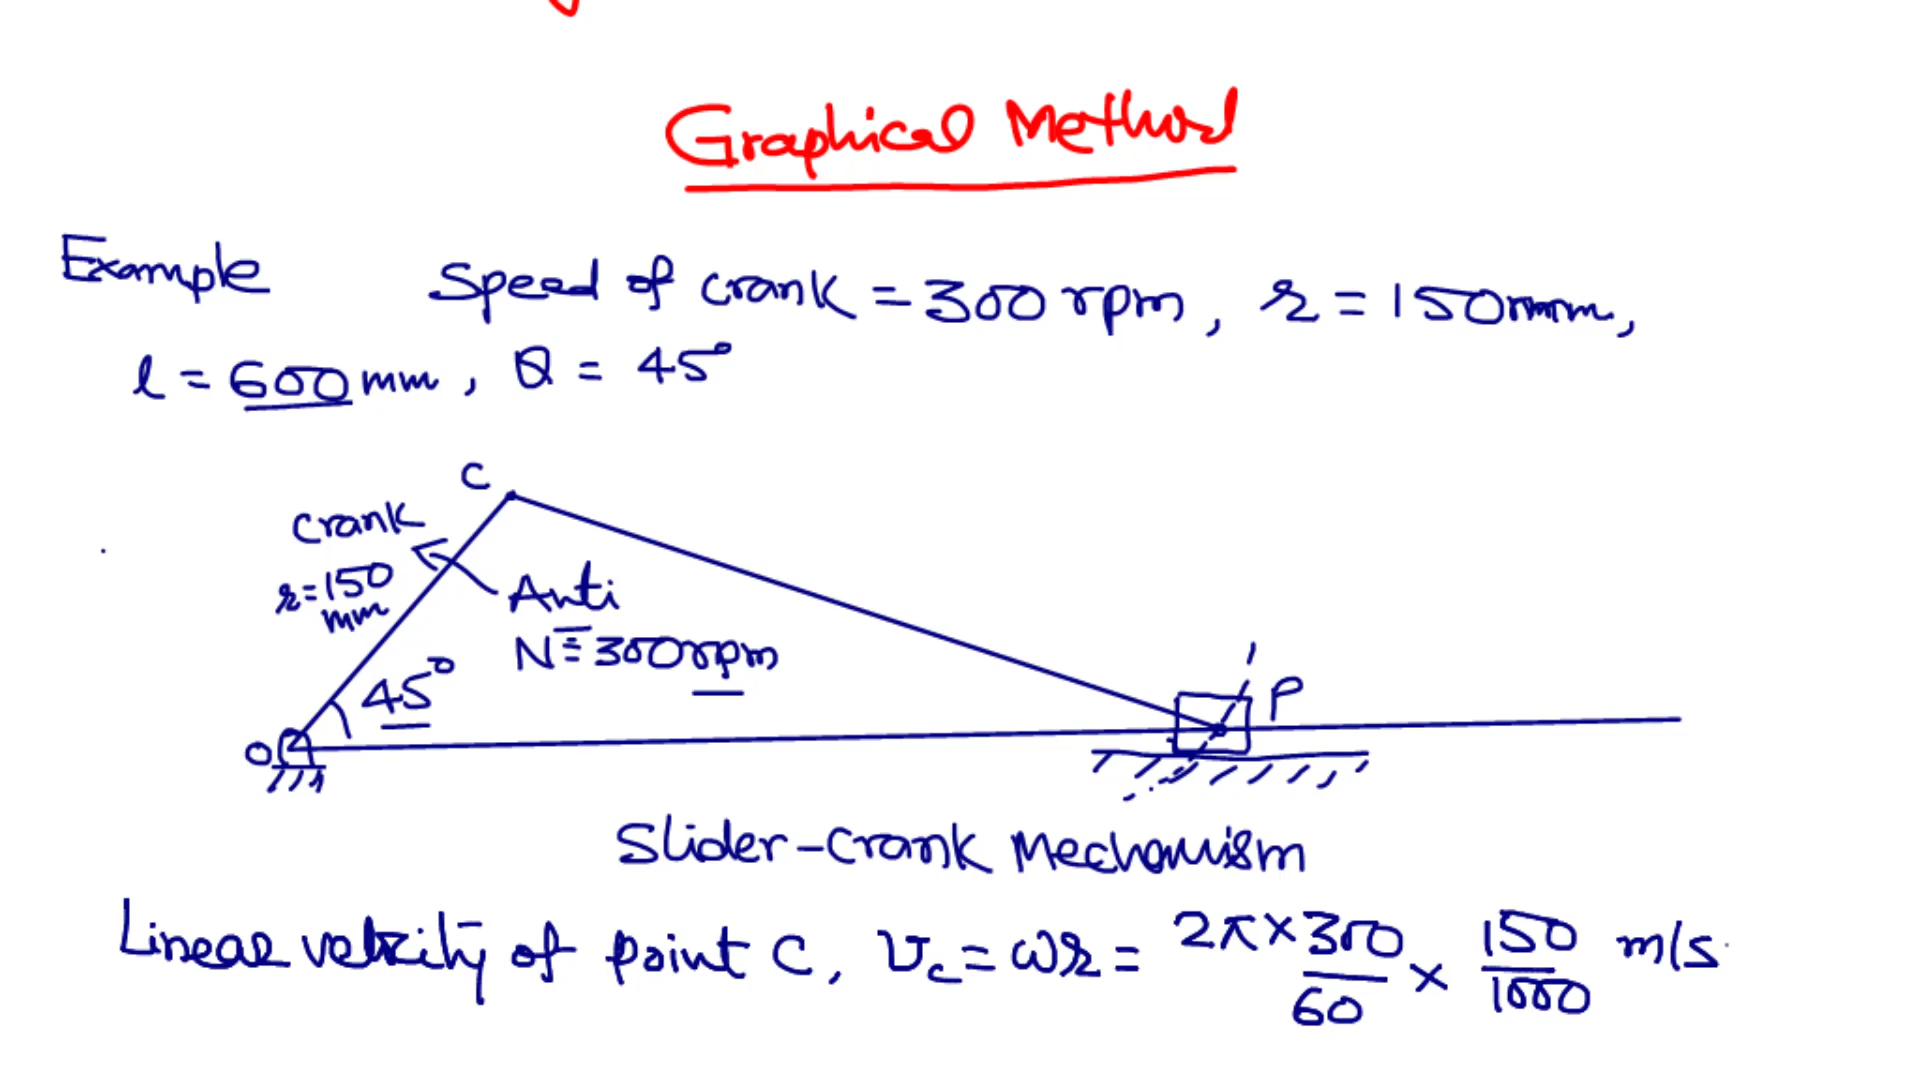 Graphical Method
Example Speed of crank = 300 rpm, r = 150mm,
l = 600 mm, θ = 45°
C
crank
r=150
mm
Anti
N = 300rpm
45°
O
P
Slider-Crank Mechanism
Linear velocity of point C, Vc = ωr = 2π×300/60 × 150/1000 m/s